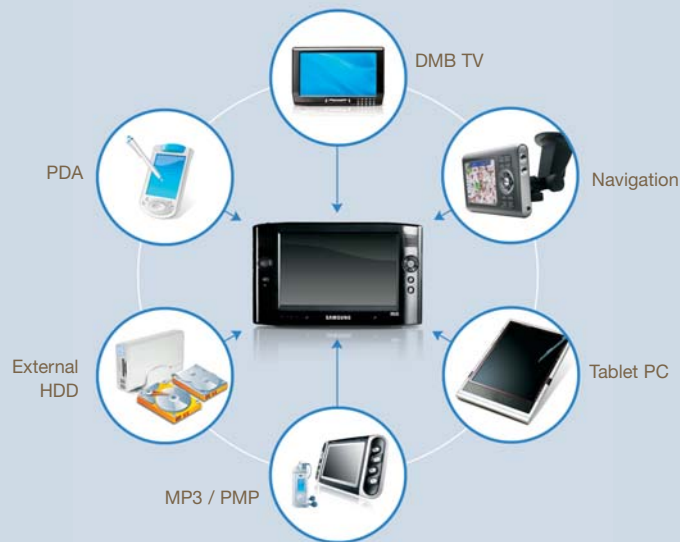 DMB TV
PDA
Navigation
SAMSUNG
External
HDD
Tablet PC
MP3 / PMP